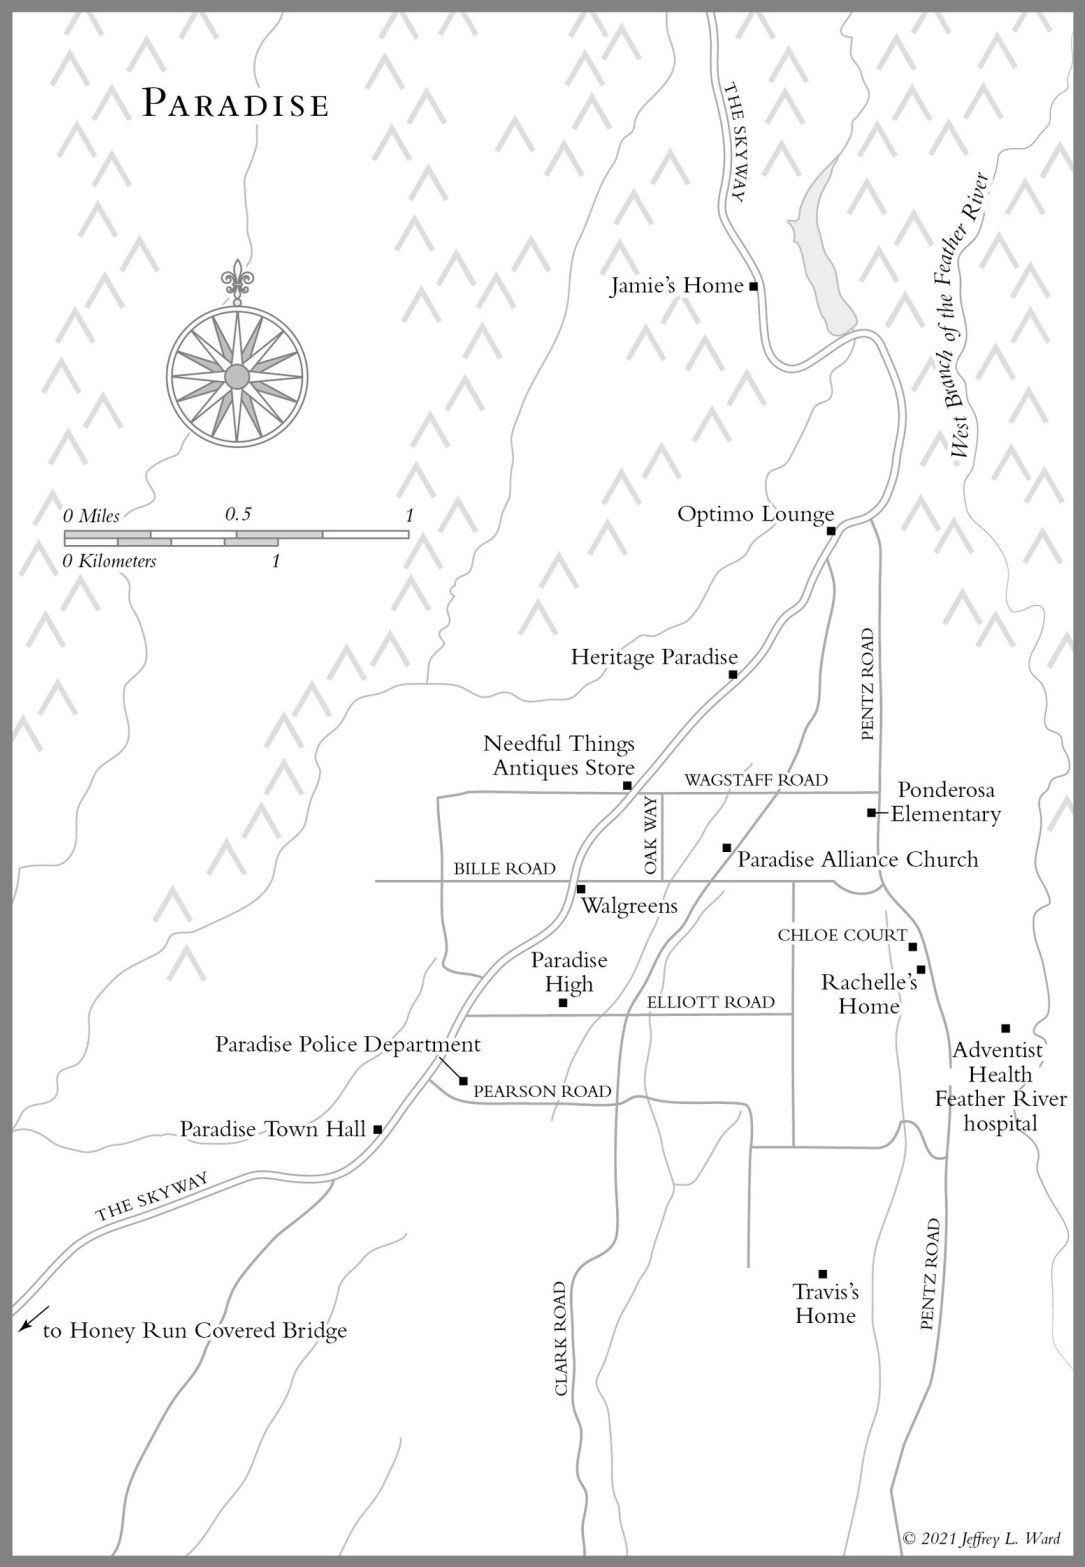 PARADISE
THE SKYWAY
West Branch of the Feather River
Jamie's Home
0 Miles 0.5 1
0 Kilometers 1
Optimo Lounge
Heritage Paradise
PENTZ ROAD
Needful Things
Antiques Store
WAGSTAFF ROAD
Ponderosa
Elementary
OAK WAY
Paradise Alliance Church
BILLE ROAD
Walgreens
CHLOE COURT
Paradise
High
Rachelle's
Home
ELLIOTT ROAD
Paradise Police Department
Adventist
Health
Feather River
hospital
PEARSON ROAD
Paradise Town Hall
THE SKYWAY
PENTZ ROAD
Travis's
Home
CLARK ROAD
to Honey Run Covered Bridge
© 2021 Jeffrey L. Ward